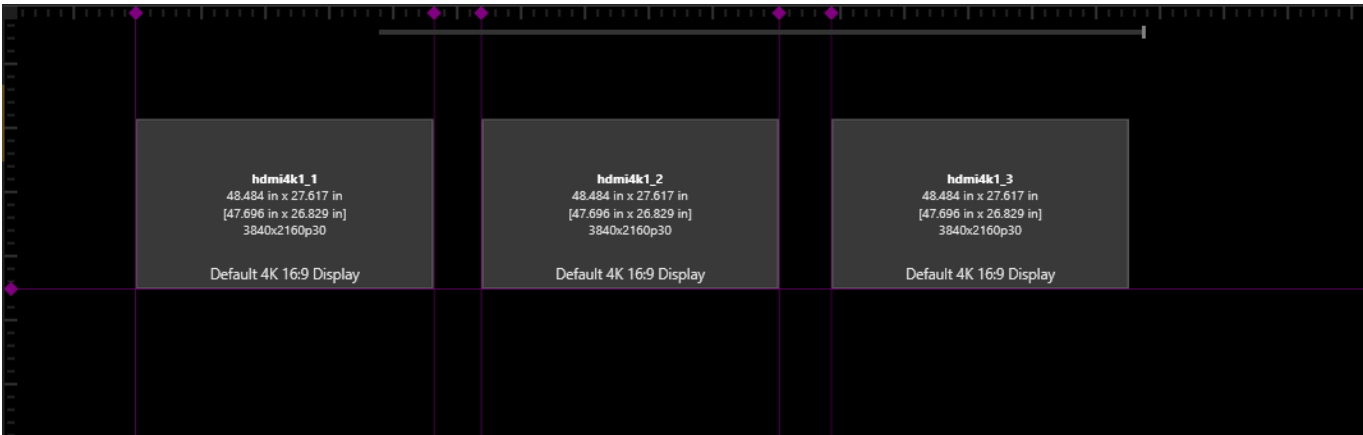 hdmi4k1_1
48.484 in x 27.617 in
[47.696 in x 26.829 in]
3840x2160p30
Default 4K 16:9 Display
hdmi4k1_2
48.484 in x 27.617 in
[47.696 in x 26.829 in]
3840x2160p30
Default 4K 16:9 Display
hdmi4k1_3
48.484 in x 27.617 in
[47.696 in x 26.829 in]
3840x2160p30
Default 4K 16:9 Display